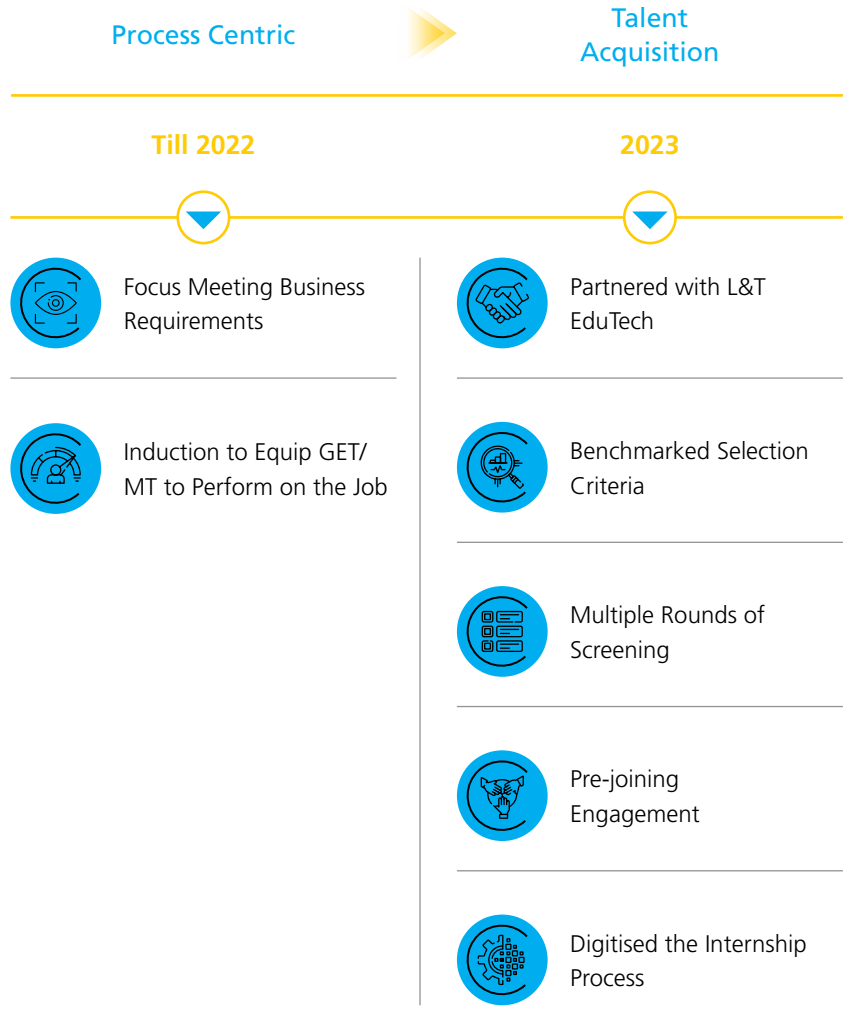 Process Centric
Talent
Acquisition
Till 2022
2023
Focus Meeting Business
Requirements
Induction to Equip GET/
MT to Perform on the Job
Partnered with L&T
EduTech
Benchmarked Selection
Criteria
Multiple Rounds of
Screening
Pre-joining
Engagement
Digitised the Internship
Process